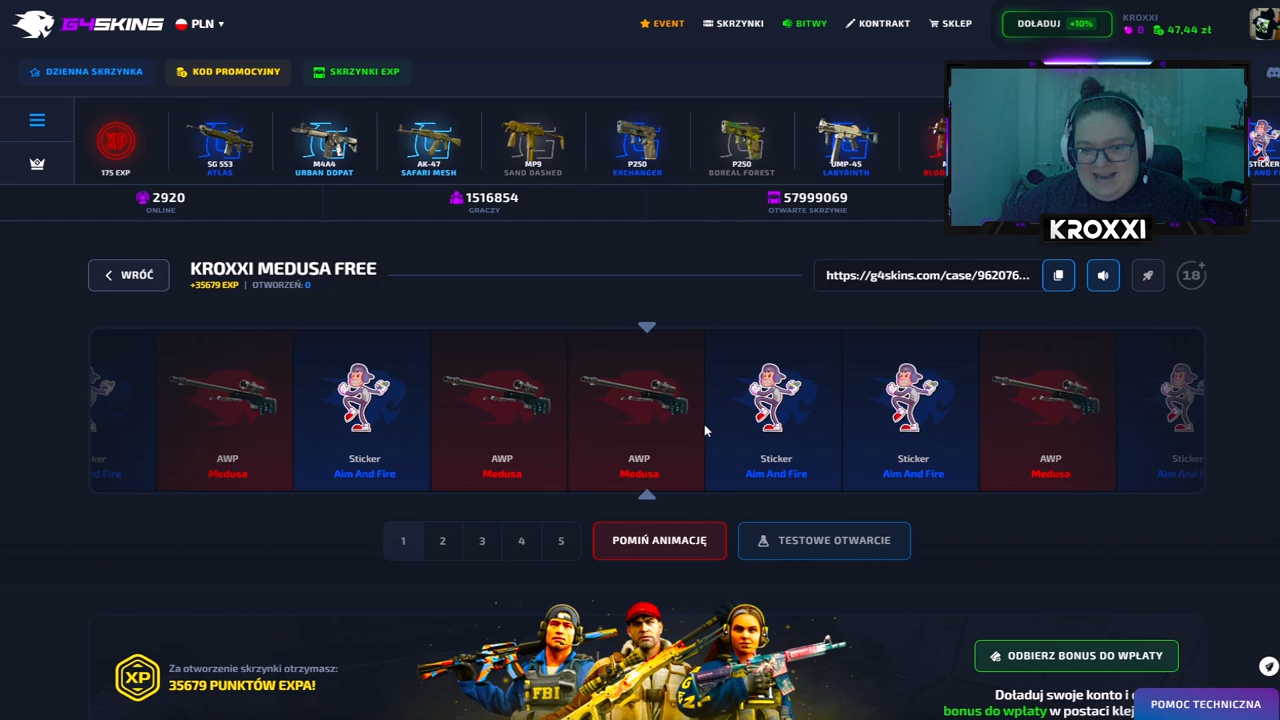 G4SKINS
PLN
EVENT
SKRZYNKI
BITWY
KONTRAKT
SKLEP
DOŁADUJ +10%
KROXXI
0 47,44 zł
DZIENNA SKRZYNKA
KOD PROMOCYJNY
SKRZYNKI EXP
XP
175 EXP
SG 553
ATLAS
M4A4
URBAN DDPAT
AK-47
SAFARI MESH
MP9
SAND DASHED
P250
EXCHANGER
P250
BOREAL FOREST
UMP-45
LABYRINTH
2920
ONLINE
1516854
GRACZY
57999069
OTWARTE SKRZYNIE
KROXXI
WRÓĆ
KROXXI MEDUSA FREE
+35679 EXP | OTWORZEŃ: 0
https://g4skins.com/case/962076...
18+
AWP
Medusa
Sticker
Aim And Fire
AWP
Medusa
AWP
Medusa
Sticker
Aim And Fire
Sticker
Aim And Fire
AWP
Medusa
Sticker
1
2
3
4
5
POMIŃ ANIMACJĘ
TESTOWE OTWARCIE
XP
Za otworzenie skrzynki otrzymasz:
35679 PUNKTÓW EXPA!
FBI
ODBIERZ BONUS DO WPŁATY
Doładuj swoje konto i
bonus do wpłaty w postaci
POMOC TECHNICZNA